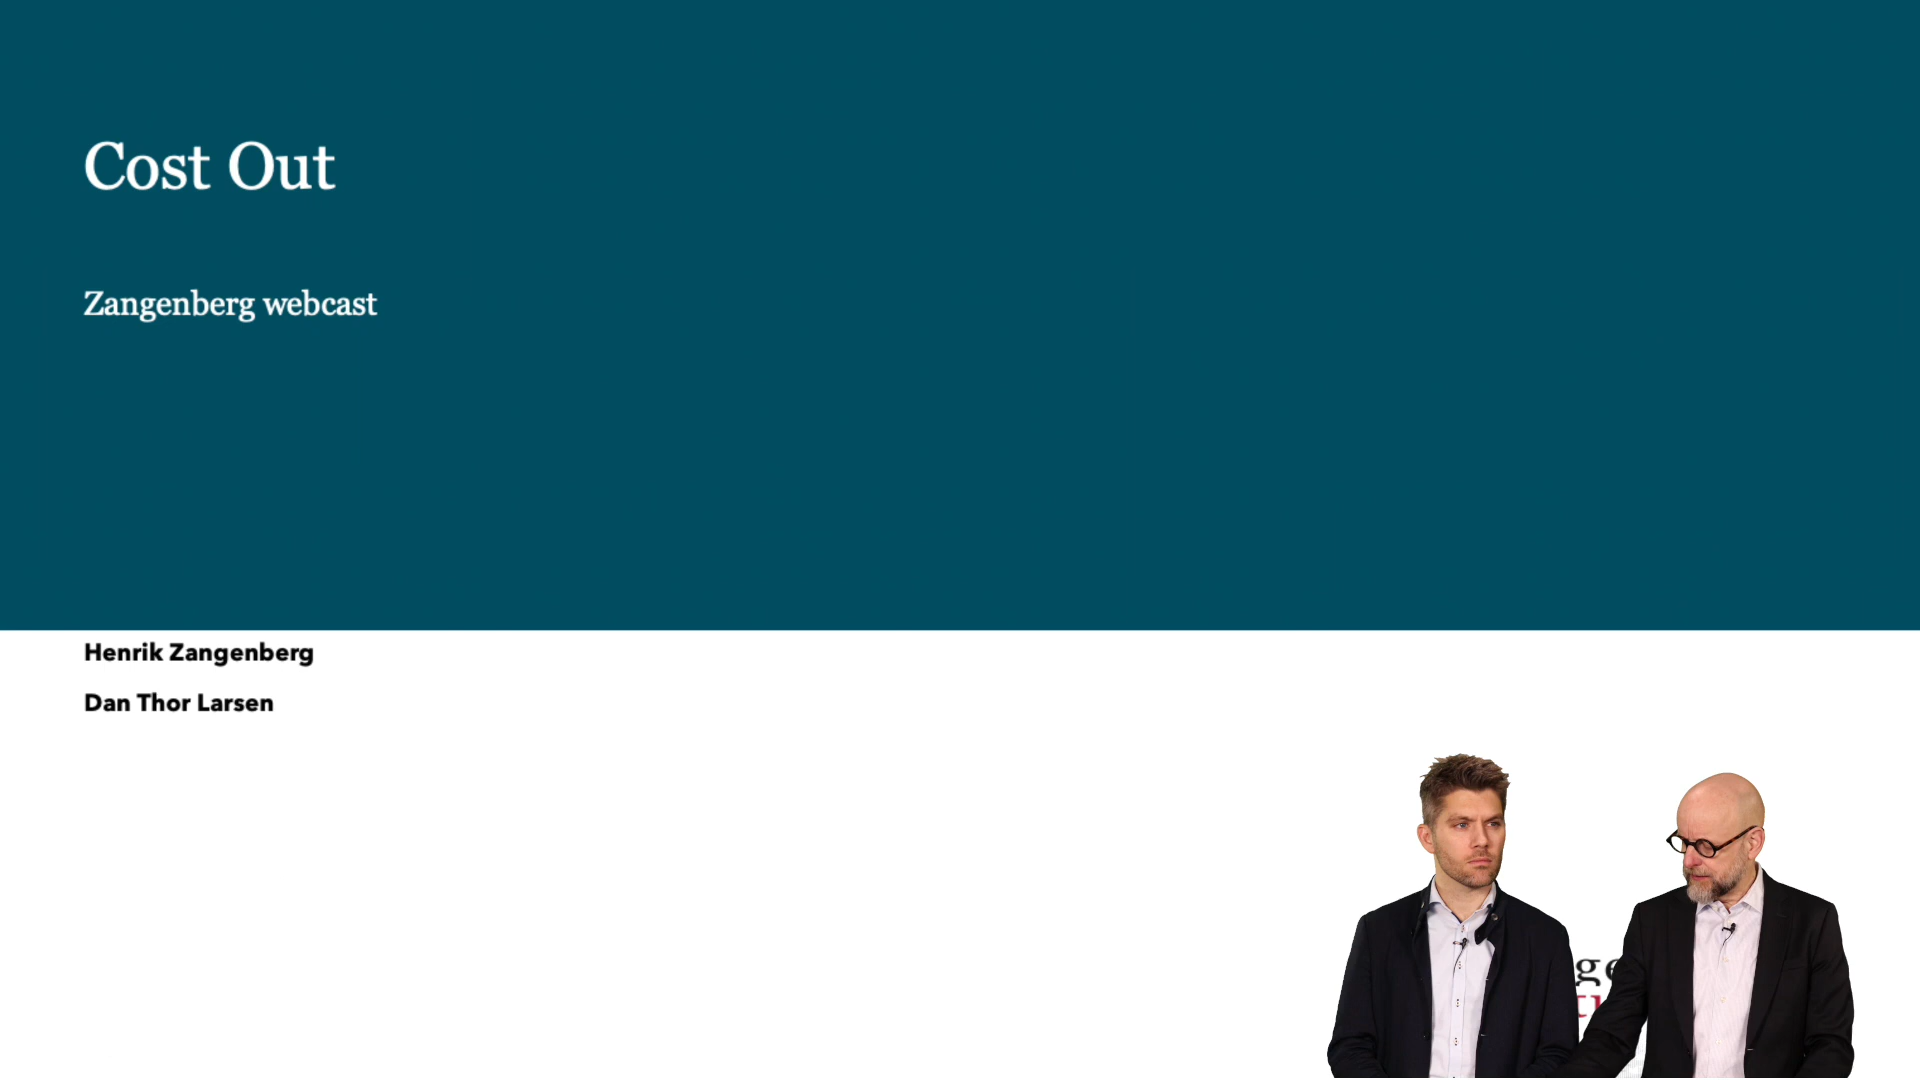 Cost Out
Zangenberg webcast
Henrik Zangenberg
Dan Thor Larsen